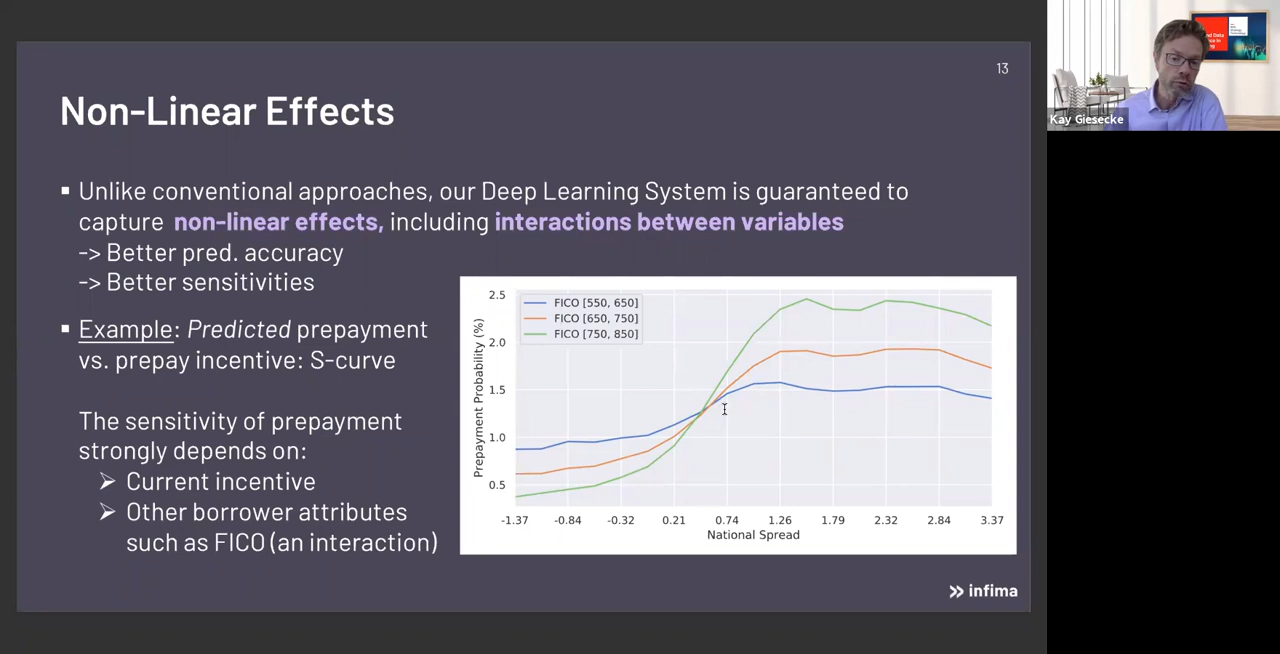 13
Non-Linear Effects
▪ Unlike conventional approaches, our Deep Learning System is guaranteed to
capture non-linear effects, including interactions between variables
-> Better pred. accuracy
-> Better sensitivities
▪ Example: Predicted prepayment
vs. prepay incentive: S-curve
The sensitivity of prepayment
strongly depends on:
➢ Current incentive
➢ Other borrower attributes
such as FICO (an interaction)
FICO [550, 650]
FICO [650, 750]
FICO [750, 850]
Prepayment Probability (%)
2.5
2.0
1.5
1.0
0.5
-1.37 -0.84 -0.32 0.21 0.74 1.26 1.79 2.32 2.84 3.37
National Spread
infima
Kay Giesecke